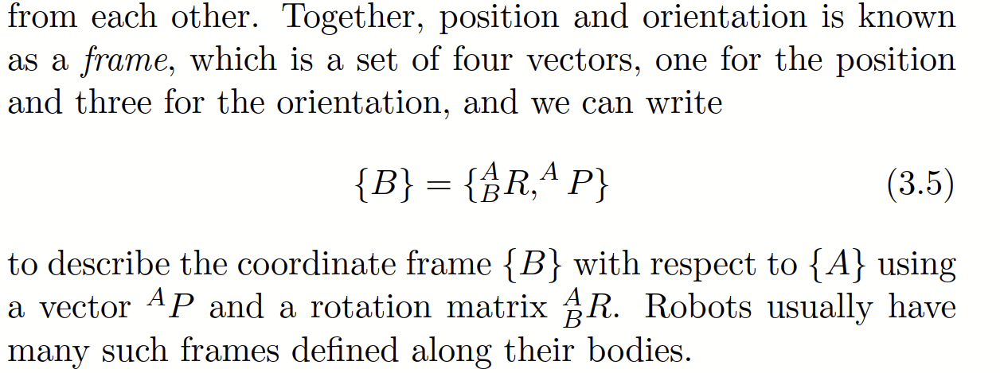 from each other. Together, position and orientation is known
as a frame, which is a set of four vectors, one for the position
and three for the orientation, and we can write
{B} = {^A_B R,^A P} (3.5)
to describe the coordinate frame {B} with respect to {A} using
a vector ^A P and a rotation matrix ^A_B R. Robots usually have
many such frames defined along their bodies.